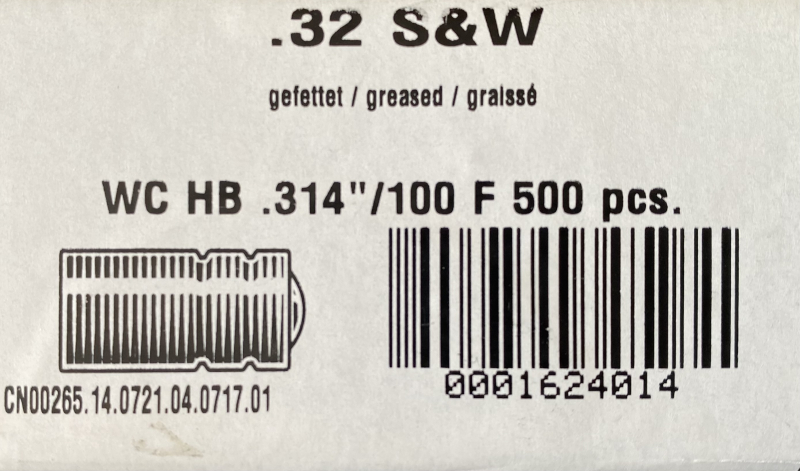 .32 S&W
gefettet / greased / graissé
WC HB .314"/100 F 500 pcs.
0001624014
CN00265.14.0721.04.0717.01